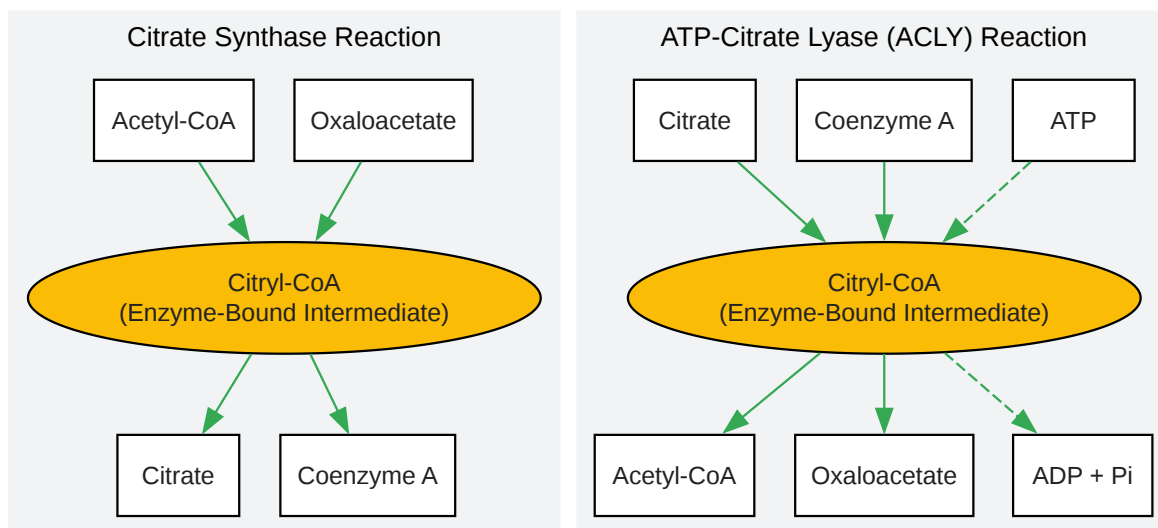 Citrate Synthase Reaction
Acetyl-CoA
Oxaloacetate
Citryl-CoA
(Enzyme-Bound Intermediate)
Citrate
Coenzyme A
ATP-Citrate Lyase (ACLY) Reaction
Citrate
Coenzyme A
ATP
Citryl-CoA
(Enzyme-Bound Intermediate)
Acetyl-CoA
Oxaloacetate
ADP + Pi